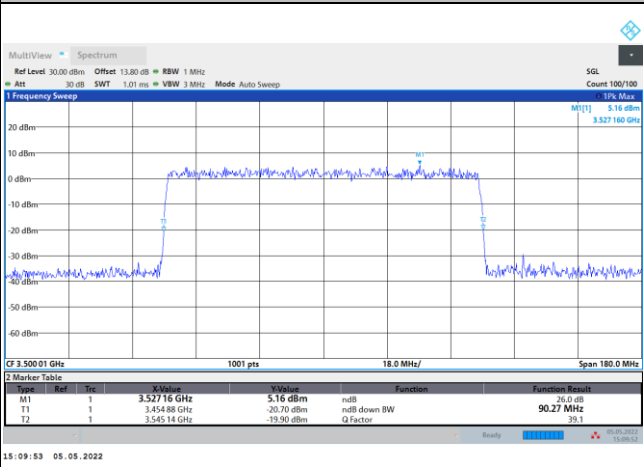 MultiView Spectrum
Ref Level 30.00 dBm Offset 13.80 dB RBW 1 MHz SGL
Att 30 dB SWT 1.01 ms VBW 3 MHz Mode Auto Sweep Count 100/100
1 Frequency Sweep 1Pk Max
M1[1] 5.16 dBm
3.527 160 GHz
20 dBm
10 dBm
M1
0 dBm
-10 dBm
T1 T2
-20 dBm
-30 dBm
-40 dBm
-50 dBm
-60 dBm
CF 3.500 01 GHz 1001 pts 18.0 MHz/ Span 180.0 MHz
2 Marker Table
Type Ref Trc X-Value Y-Value Function Function Result
M1 1 3.527 16 GHz 5.16 dBm ndB 26.0 dB
T1 1 3.454 88 GHz -20.70 dBm ndB down BW 90.27 MHz
T2 1 3.545 14 GHz -19.90 dBm Q Factor 39.1
Ready 05.05.2022
15:09:52
15:09:53 05.05.2022